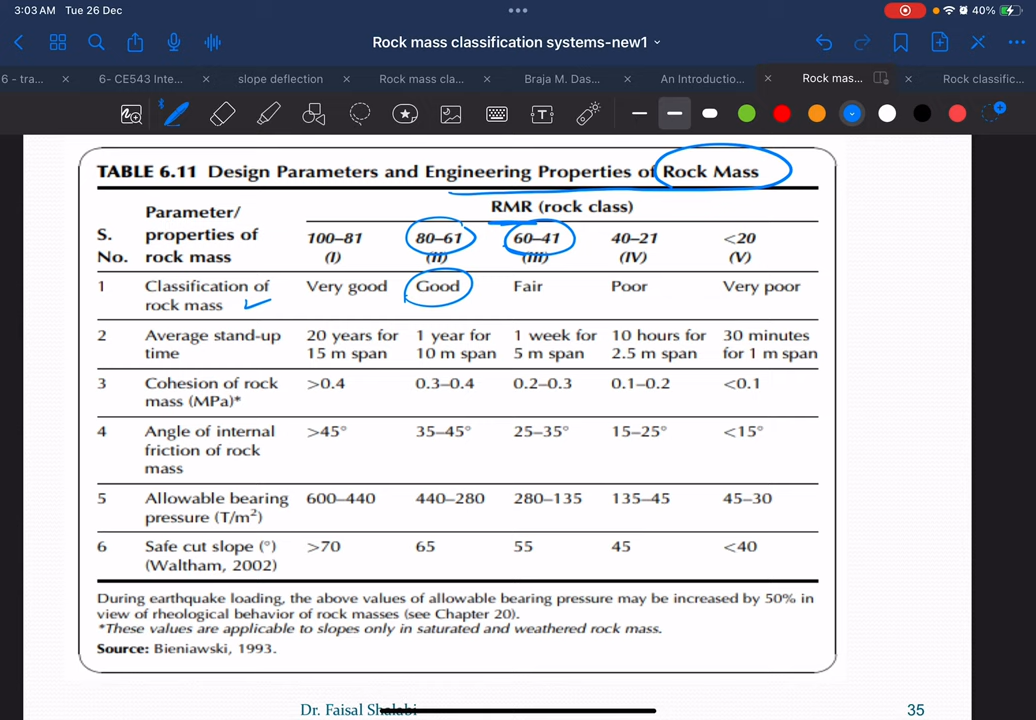 3:03 AM Tue 26 Dec
40%
Rock mass classification systems-new1
6 - tra...
6- CE543 Inte...
slope deflection
Rock mass cla...
Braja M. Das...
An Introductio...
Rock mas...
Rock classific...
TABLE 6.11 Design Parameters and Engineering Properties of Rock Mass
RMR (rock class)
S. No. Parameter/ properties of rock mass 100–81 (I) 80–61 (II) 60–41 (III) 40–21 (IV) <20 (V)
1 Classification of rock mass Very good Good Fair Poor Very poor
2 Average stand-up time 20 years for 15 m span 1 year for 10 m span 1 week for 5 m span 10 hours for 2.5 m span 30 minutes for 1 m span
3 Cohesion of rock mass (MPa)* >0.4 0.3–0.4 0.2–0.3 0.1–0.2 <0.1
4 Angle of internal friction of rock mass >45° 35–45° 25–35° 15–25° <15°
5 Allowable bearing pressure (T/m²) 600–440 440–280 280–135 135–45 45–30
6 Safe cut slope (°) (Waltham, 2002) >70 65 55 45 <40
During earthquake loading, the above values of allowable bearing pressure may be increased by 50% in
view of rheological behavior of rock masses (see Chapter 20).
*These values are applicable to slopes only in saturated and weathered rock mass.
Source: Bieniawski, 1993.
Dr. Faisal Shalabi
35